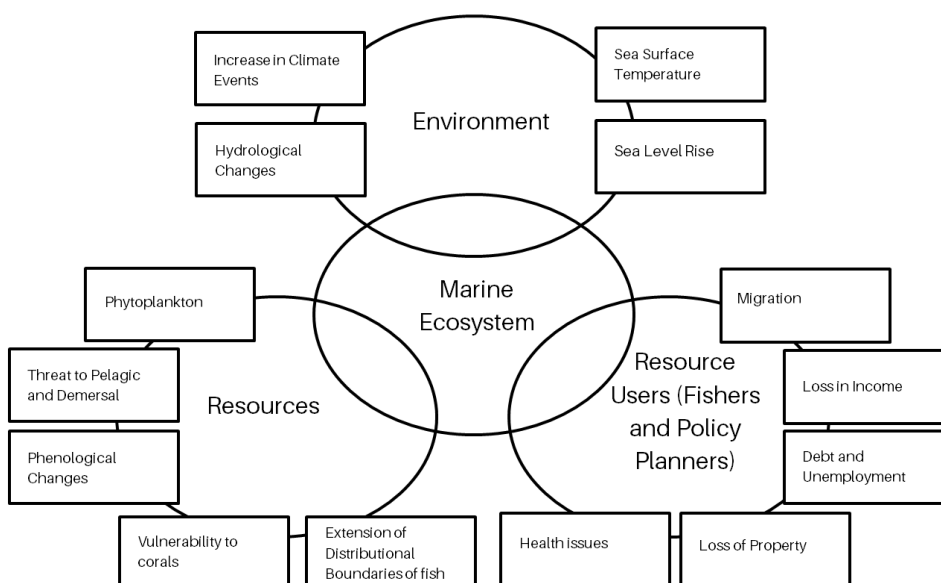 Increase in Climate
Events
Sea Surface
Temperature
Environment
Hydrological
Changes
Sea Level Rise
Marine
Ecosystem
Phytoplankton
Migration
Threat to Pelagic
and Demersal
Resources
Resource
Users (Fishers
and Policy
Planners)
Loss in Income
Phenological
Changes
Debt and
Unemployment
Vulnerability to
corals
Extension of
Distributional
Boundaries of fish
Health issues
Loss of Property